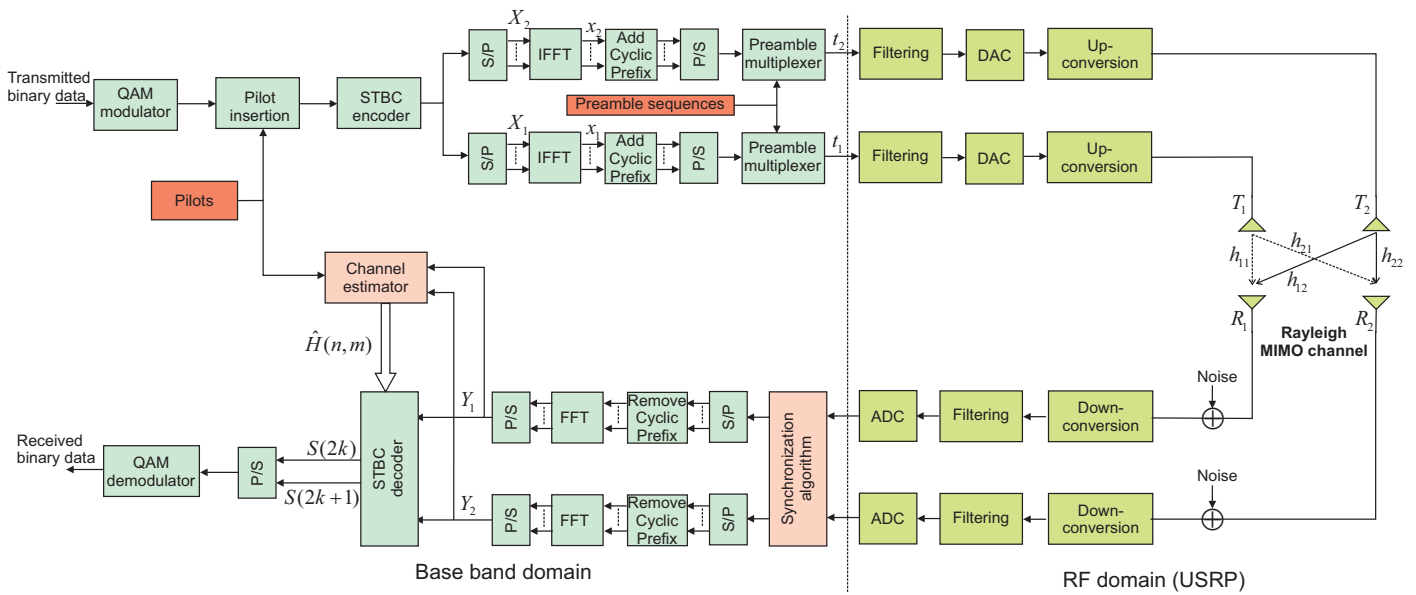 Transmitted
binary data
QAM
modulator
Pilot
insertion
STBC
encoder
S/P
X₂
IFFT
x₂
Add
Cyclic
Prefix
P/S
Preamble
multiplexer
t₂
Filtering
DAC
Up-
conversion
Preamble sequences
S/P
X₁
IFFT
x₁
Add
Cyclic
Prefix
P/S
Preamble
multiplexer
t₁
Filtering
DAC
Up-
conversion
Pilots
T₁
T₂
h₁₁
h₂₁
h₁₂
h₂₂
R₁
R₂
Rayleigh
MIMO channel
Channel
estimator
Ĥ(n,m)
STBC
decoder
Y₁
P/S
FFT
Remove
Cyclic
Prefix
S/P
Synchronization
algorithm
ADC
Filtering
Down-
conversion
Noise
Received
binary data
QAM
demodulator
P/S
S(2k)
S(2k+1)
Y₂
P/S
FFT
Remove
Cyclic
Prefix
S/P
ADC
Filtering
Down-
conversion
Noise
Base band domain
RF domain (USRP)